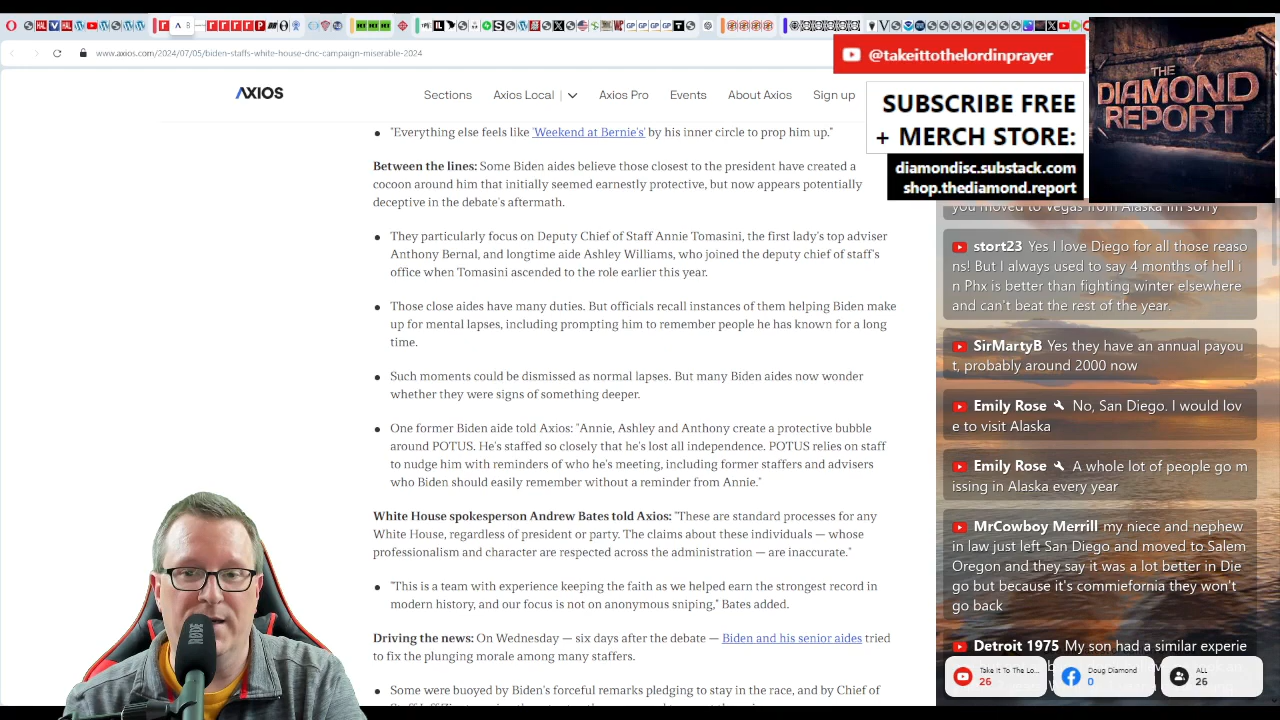 www.axios.com/2024/07/05/biden-staffs-white-house-dnc-campaign-miserable-2024
@takeittothelordinprayer
THE
DIAMOND
REPORT
AXIOS
Sections
Axios Local
Axios Pro
Events
About Axios
Sign up
SUBSCRIBE FREE
+ MERCH STORE:
diamondisc.substack.com
shop.thediamond.report
• "Everything else feels like 'Weekend at Bernie's' by his inner circle to prop him up."
Between the lines: Some Biden aides believe those closest to the president have created a
cocoon around him that initially seemed earnestly protective, but now appears potentially
deceptive in the debate's aftermath.
• They particularly focus on Deputy Chief of Staff Annie Tomasini, the first lady's top adviser
Anthony Bernal, and longtime aide Ashley Williams, who joined the deputy chief of staff's
office when Tomasini ascended to the role earlier this year.
• Those close aides have many duties. But officials recall instances of them helping Biden make
up for mental lapses, including prompting him to remember people he has known for a long
time.
• Such moments could be dismissed as normal lapses. But many Biden aides now wonder
whether they were signs of something deeper.
• One former Biden aide told Axios: "Annie, Ashley and Anthony create a protective bubble
around POTUS. He's staffed so closely that he's lost all independence. POTUS relies on staff
to nudge him with reminders of who he's meeting, including former staffers and advisers
who Biden should easily remember without a reminder from Annie."
White House spokesperson Andrew Bates told Axios: "These are standard processes for any
White House, regardless of president or party. The claims about these individuals — whose
professionalism and character are respected across the administration — are inaccurate."
• "This is a team with experience keeping the faith as we helped earn the strongest record in
modern history, and our focus is not on anonymous sniping," Bates added.
Driving the news: On Wednesday — six days after the debate — Biden and his senior aides tried
to fix the plunging morale among many staffers.
• Some were buoyed by Biden's forceful remarks pledging to stay in the race, and by Chief of
you moved to Vegas from Alaska im sorry
stort23 Yes I love Diego for all those reaso
ns! But I always used to say 4 months of hell i
n Phx is better than fighting winter elsewhere
and can't beat the rest of the year.
SirMartyB Yes they have an annual payou
t, probably around 2000 now
Emily Rose No, San Diego. I would lov
e to visit Alaska
Emily Rose A whole lot of people go m
issing in Alaska every year
MrCowboy Merrill my niece and nephew
in law just left San Diego and moved to Salem
Oregon and they say it was a lot better in Die
go but because it's commiefornia they won't
go back
Detroit 1975 My son had a similar experie
Take It To The Lo...
26
Doug Diamond
0
ALL
26